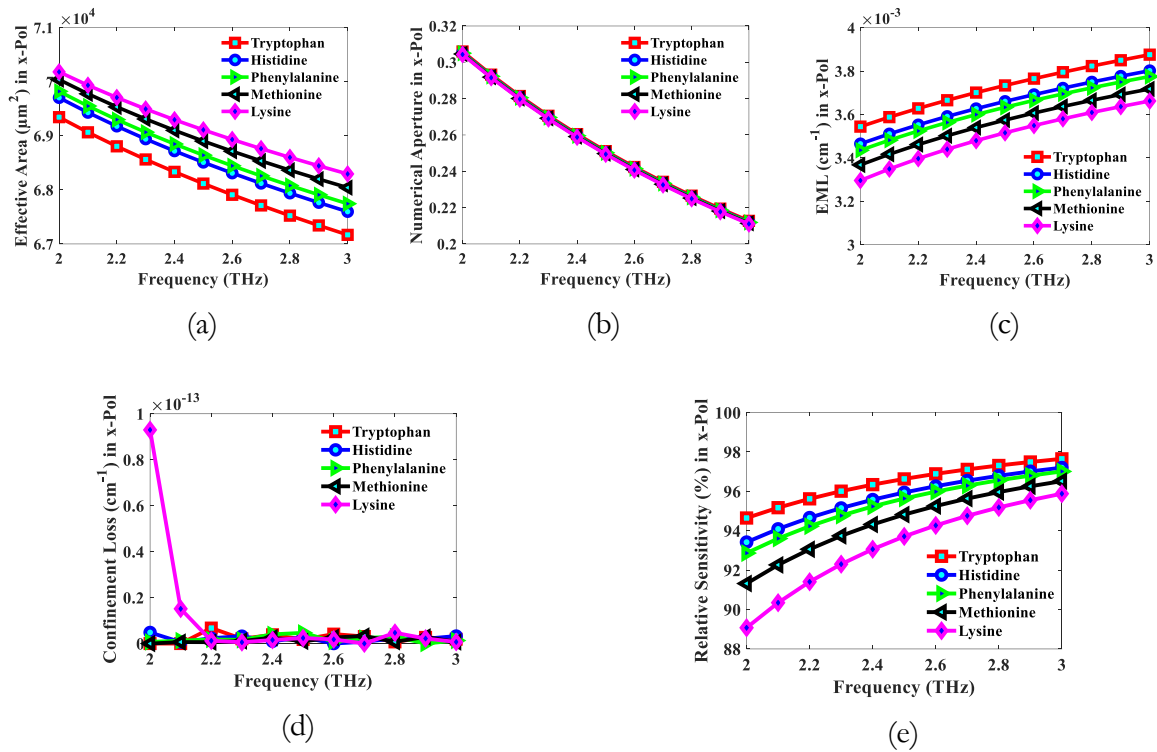 ×10⁴
7.1
7
6.9
6.8
6.7
Effective Area (μm²) in x-Pol
Tryptophan
Histidine
Phenylalanine
Methionine
Lysine
2 2.2 2.4 2.6 2.8 3
Frequency (THz)
(a)
0.3
0.28
0.26
0.24
0.22
0.2
Numerical Aperture in x-Pol
Tryptophan
Histidine
Phenylalanine
Methionine
Lysine
2 2.2 2.4 2.6 2.8 3
Frequency (THz)
(b)
×10⁻³
4
3.8
3.6
3.4
3.2
3
EML (cm⁻¹) in x-Pol
Tryptophan
Histidine
Phenylalanine
Methionine
Lysine
2 2.2 2.4 2.6 2.8 3
Frequency (THz)
(c)
×10⁻¹³
1
0.8
0.6
0.4
0.2
0
Confinement Loss (cm⁻¹) in x-Pol
Tryptophan
Histidine
Phenylalanine
Methionine
Lysine
2 2.2 2.4 2.6 2.8 3
Frequency (THz)
(d)
100
98
96
94
92
90
88
Relative Sensitivity (%) in x-Pol
Tryptophan
Histidine
Phenylalanine
Methionine
Lysine
2 2.2 2.4 2.6 2.8 3
Frequency (THz)
(e)